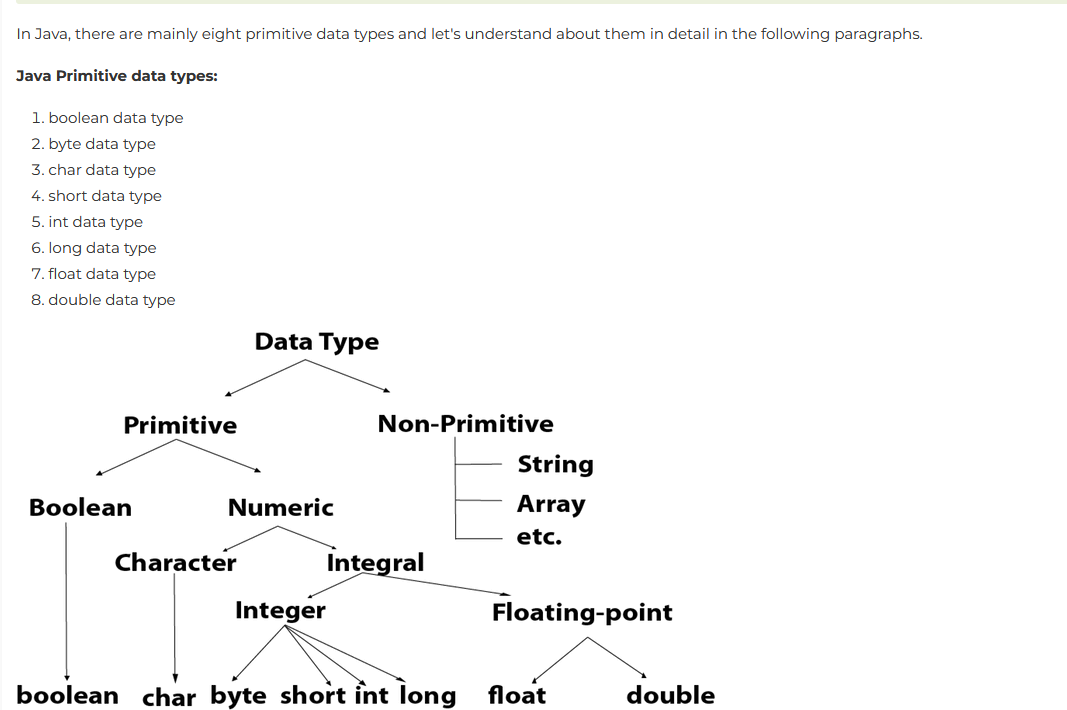 In Java, there are mainly eight primitive data types and let's understand about them in detail in the following paragraphs.
Java Primitive data types:
1. boolean data type
2. byte data type
3. char data type
4. short data type
5. int data type
6. long data type
7. float data type
8. double data type
Data Type
Primitive
Non-Primitive
String
Array
etc.
Boolean
Numeric
Character
Integral
Integer
Floating-point
boolean char byte short int long float double